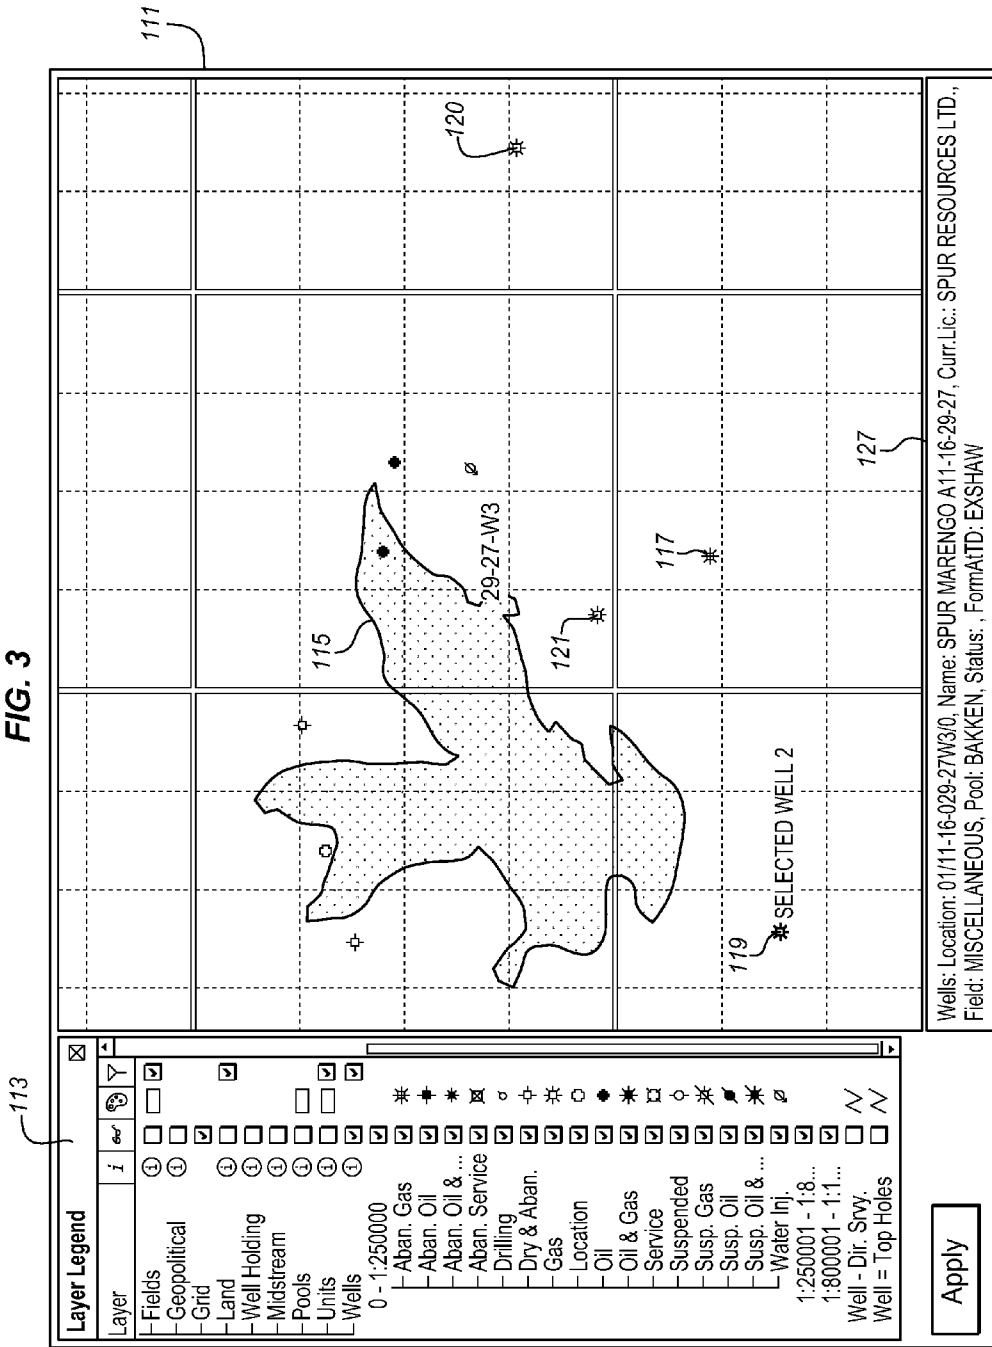 FIG. 3
111
113
Layer Legend
Layer i
Fields i
Geopolitical i
Grid
Land i
Well Holding i
Midstream i
Pools i
Units i
Wells i
0 - 1:250000
Aban. Gas
Aban. Oil
Aban. Oil & ...
Aban. Service
Drilling
Dry & Aban.
Gas
Location
Oil
Oil & Gas
Service
Suspended
Susp. Gas
Susp. Oil
Susp. Oil & ...
Water Inj.
1:250001 - 1:8...
1:800001 - 1:1...
Well - Dir. Srvy.
Well = Top Holes
Apply
115
120
29-27-W3
121
117
119
SELECTED WELL 2
127
Wells: Location: 01/11-16-029-27W3/0, Name: SPUR MARENGO A11-16-29-27, Curr.Lic.: SPUR RESOURCES LTD.,
Field: MISCELLANEOUS, Pool: BAKKEN, Status: , FormAtTD: EXSHAW